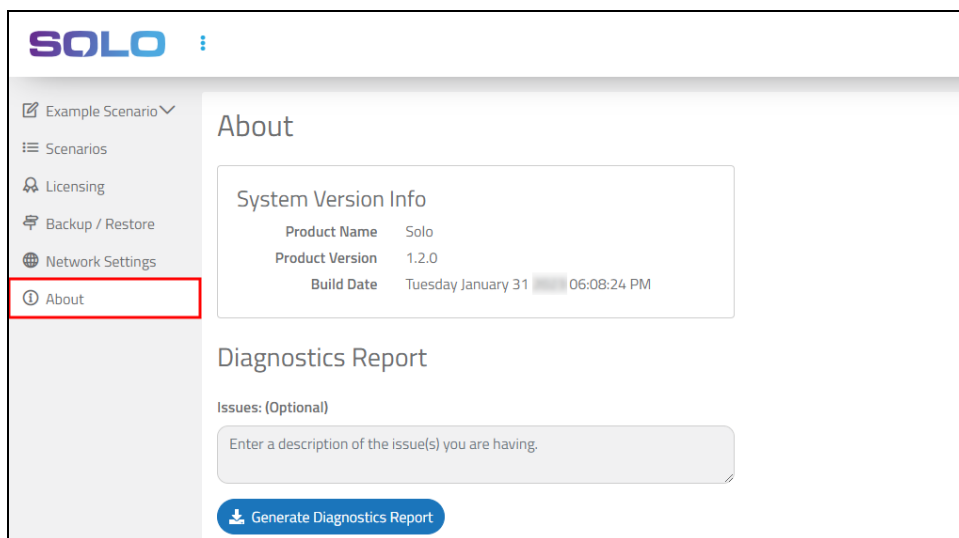 SOLO
Example Scenario
Scenarios
Licensing
Backup / Restore
Network Settings
About
About
System Version Info
Product Name Solo
Product Version 1.2.0
Build Date Tuesday January 31 06:08:24 PM
Diagnostics Report
Issues: (Optional)
Enter a description of the issue(s) you are having.
Generate Diagnostics Report